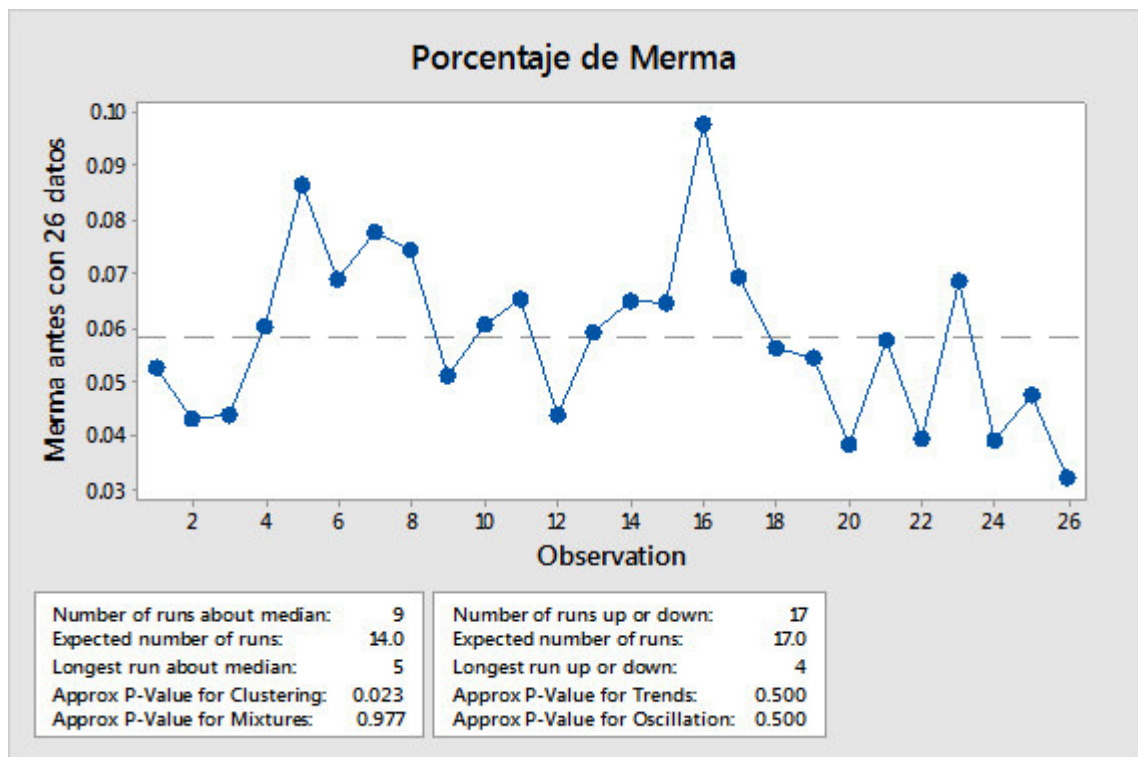 Porcentaje de Merma
Merma antes con 26 datos
0.10
0.09
0.08
0.07
0.06
0.05
0.04
0.03
2 4 6 8 10 12 14 16 18 20 22 24 26
Observation
Number of runs about median: 9
Expected number of runs: 14.0
Longest run about median: 5
Approx P-Value for Clustering: 0.023
Approx P-Value for Mixtures: 0.977
Number of runs up or down: 17
Expected number of runs: 17.0
Longest run up or down: 4
Approx P-Value for Trends: 0.500
Approx P-Value for Oscillation: 0.500